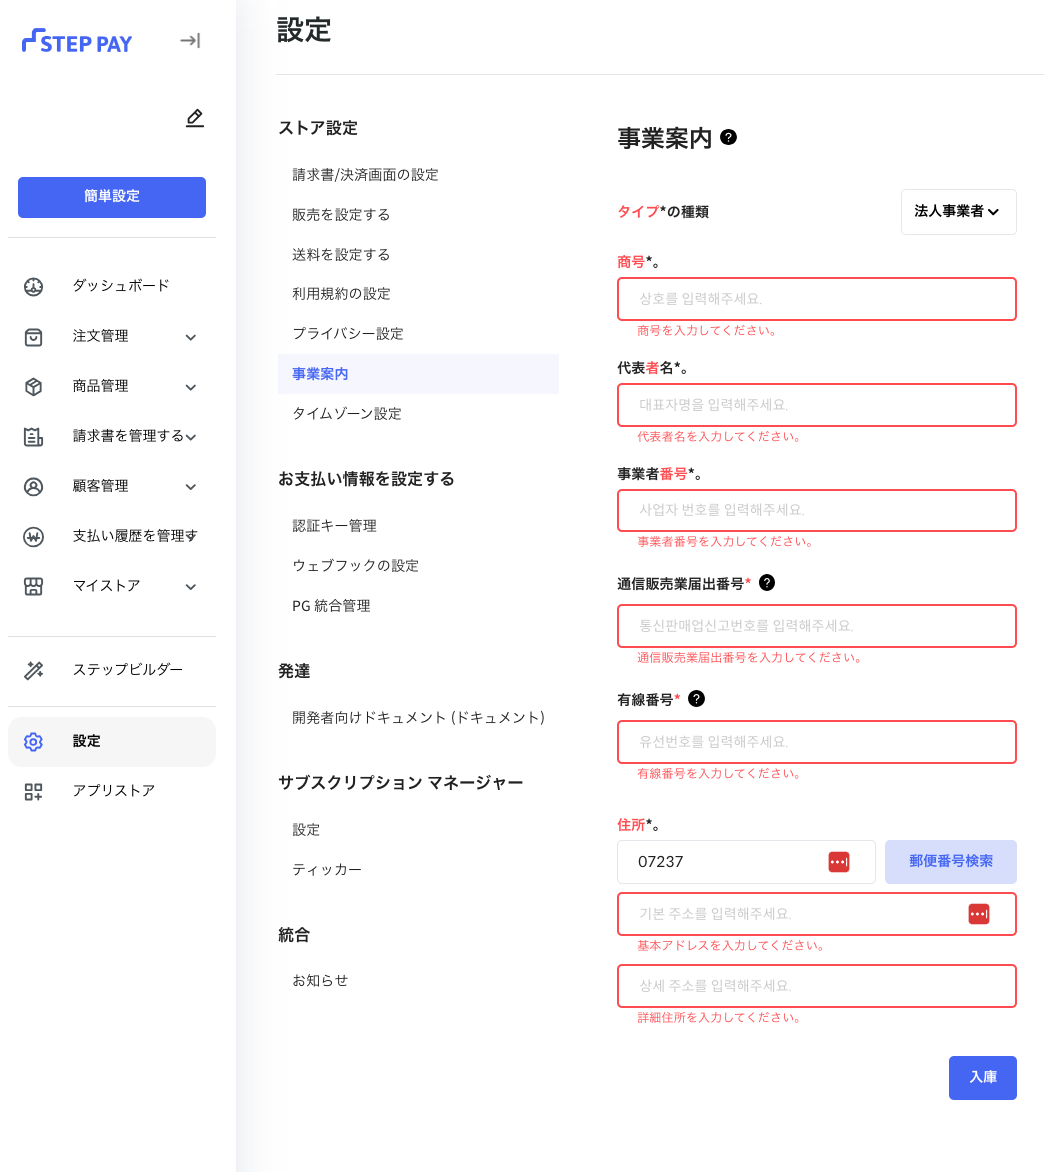 STEP PAY
簡単設定
ダッシュボード
注文管理
商品管理
請求書を管理する
顧客管理
支払い履歴を管理す
マイストア
ステップビルダー
設定
アプリストア
設定
ストア設定
請求書/決済画面の設定
販売を設定する
送料を設定する
利用規約の設定
プライバシー設定
事業案内
タイムゾーン設定
お支払い情報を設定する
認証キー管理
ウェブフックの設定
PG 統合管理
発達
開発者向けドキュメント (ドキュメント)
サブスクリプション マネージャー
設定
ティッカー
統合
お知らせ
事業案内 ?
タイプ*の種類
法人事業者
商号*。
상호를 입력해주세요.
商号を入力してください。
代表者名*。
대표자명을 입력해주세요.
代表者名を入力してください。
事業者番号*。
사업자 번호를 입력해주세요.
事業者番号を入力してください。
通信販売業届出番号* ?
통신판매업신고번호를 입력해주세요.
通信販売業届出番号を入力してください。
有線番号* ?
유선번호를 입력해주세요.
有線番号を入力してください。
住所*。
07237
郵便番号検索
기본 주소를 입력해주세요.
基本アドレスを入力してください。
상세 주소를 입력해주세요.
詳細住所を入力してください。
入庫